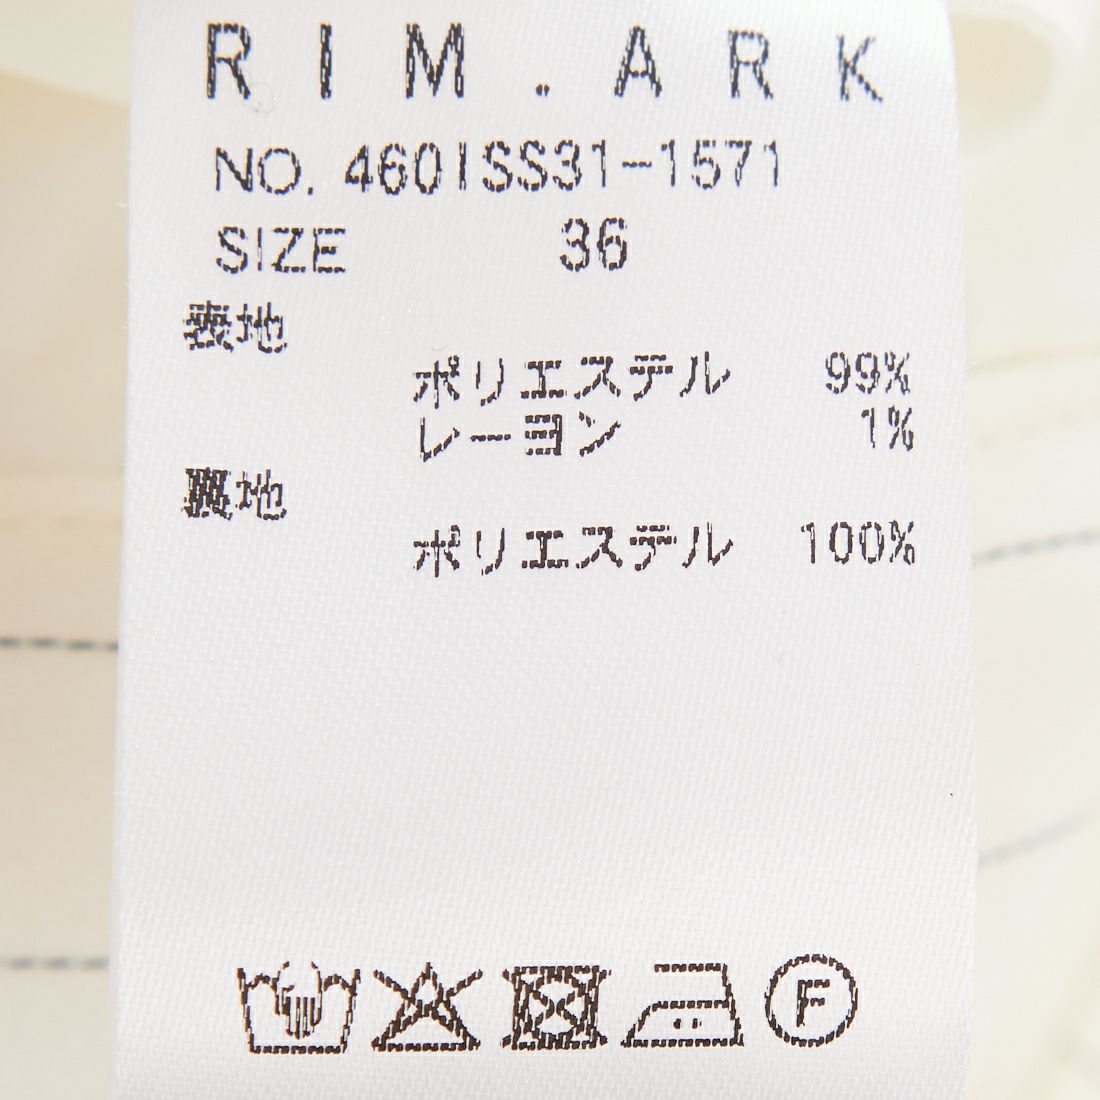 RIM.ARK
NO. 460ISS31-1571
SIZE 36
表地
ポリエステル 99%
レーヨン 1%
裏地
ポリエステル 100%
F